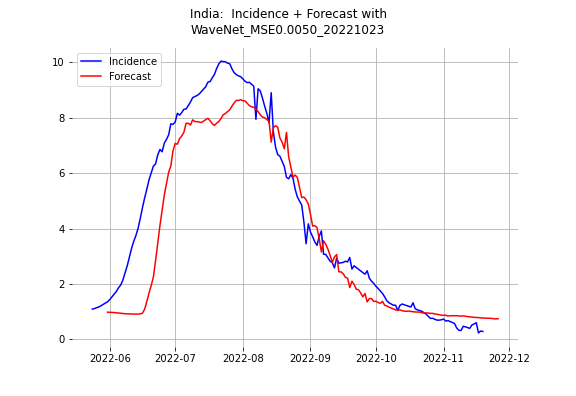 India:  Incidence + Forecast with
WaveNet_MSE0.0050_20221023
Incidence
Forecast
10
8
6
4
2
0
2022-06 2022-07 2022-08 2022-09 2022-10 2022-11 2022-12